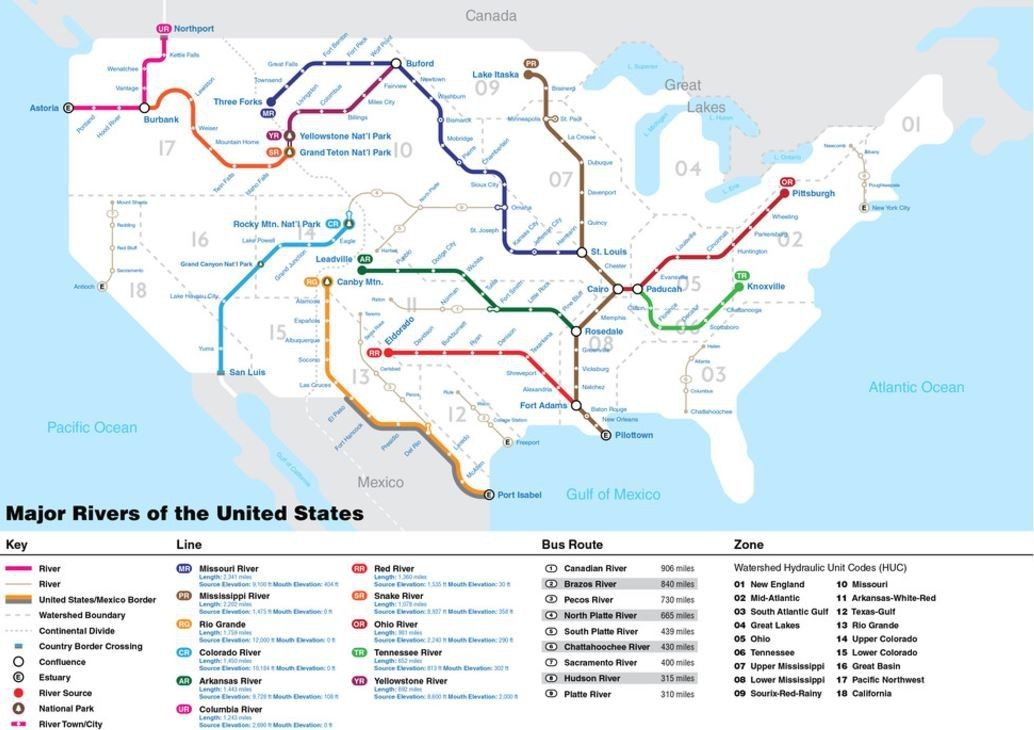 Canada
UR Northport
Kettle Falls
Wenatchee
Vantage
Astoria E
Portland
Hood River
Burbank
Lewiston
Weiser
Mountain Home
Twin Falls
Idaho Falls
17
Great Falls
Townsend
Fort Benton
Fort Peck
Wolf Point
Three Forks
MR
Buford
Fairview
Miles City
Billings
Columbus
Livingston
YR Yellowstone Nat'l Park
SR Grand Teton Nat'l Park
10
Newtown
Washburn
Bismarck
Mobridge
Pierre
Chamberlain
Sioux City
Omaha
St. Joseph
Kansas City
Jefferson City
Hermann
09
PR
Lake Itaska
Brainerd
Minneapolis
St. Paul
La Crosse
Dubuque
Davenport
Quincy
07
St. Louis
Chester
Cairo
Paducah
L. Superior
Great
Lakes
L. Michigan
L. Huron
L. Ontario
L. Erie
04
01
02
OR
Pittsburgh
Wheeling
Parkersburg
Huntington
Cincinnati
Louisville
Evansville
05
TR
Knoxville
Chattanooga
Scottsboro
Decatur
Florence
Clifton
06
Newcomb
Albany
Poughkeepsie
E New York City
Mount Shasta
Redding
Red Bluff
Sacramento
Antioch E
18
16
14
Rocky Mtn. Nat'l Park CR
Eagle
Lake Powell
Grand Junction
Grand Canyon Nat'l Park
Lake Havasu City
Yuma
San Luis
15
North Platte
Leadville AR
Pueblo
Dodge City
Wichita
Tulsa
Fort Smith
Little Rock
Pine Bluff
Norman
Raton
11
RG Canby Mtn.
Alamosa
Española
Albuquerque
Socorro
Las Cruces
El Paso
Fort Hancock
Presidio
Del Rio
Laredo
McAllen
E Port Isabel
13
Carlsbad
Pecos
12
Waco
College Station
E Freeport
RR Eldorado
Davidson
Burkburnett
Ryan
Denison
Texarkana
Shreveport
Alexandria
Memphis
Rosedale
08
Greenville
Vicksburg
Natchez
Fort Adams
Baton Rouge
New Orleans
E Pilottown
Helen
Atlanta
Columbus
Chattahoochee
03
Pacific Ocean
Gulf of California
Mexico
Gulf of Mexico
Atlantic Ocean
Major Rivers of the United States
Key
River
River
United States/Mexico Border
Watershed Boundary
Continental Divide
Country Border Crossing
Confluence
E Estuary
River Source
National Park
River Town/City
Line
MR Missouri River
Length: 2,341 miles
Source Elevation: 9,100 ft Mouth Elevation: 404 ft
PR Mississippi River
Length: 2,202 miles
Source Elevation: 1,475 ft Mouth Elevation: 0 ft
RG Rio Grande
Length: 1,759 miles
Source Elevation: 12,000 ft Mouth Elevation: 0 ft
CR Colorado River
Length: 1,450 miles
Source Elevation: 10,184 ft Mouth Elevation: 0 ft
AR Arkansas River
Length: 1,443 miles
Source Elevation: 9,728 ft Mouth Elevation: 108 ft
UR Columbia River
Length: 1,243 miles
Source Elevation: 2,690 ft Mouth Elevation: 0 ft
RR Red River
Length: 1,360 miles
Source Elevation: 1,535 ft Mouth Elevation: 30 ft
SR Snake River
Length: 1,078 miles
Source Elevation: 8,927 ft Mouth Elevation: 358 ft
OR Ohio River
Length: 981 miles
Source Elevation: 2,240 ft Mouth Elevation: 290 ft
TR Tennessee River
Length: 652 miles
Source Elevation: 813 ft Mouth Elevation: 302 ft
YR Yellowstone River
Length: 692 miles
Source Elevation: 8,600 ft Mouth Elevation: 2,000 ft
Bus Route
1 Canadian River 906 miles
2 Brazos River 840 miles
3 Pecos River 730 miles
4 North Platte River 665 miles
5 South Platte River 439 miles
6 Chattahoochee River 430 miles
7 Sacramento River 400 miles
8 Hudson River 315 miles
9 Platte River 310 miles
Zone
Watershed Hydraulic Unit Codes (HUC)
01 New England
02 Mid-Atlantic
03 South Atlantic Gulf
04 Great Lakes
05 Ohio
06 Tennessee
07 Upper Mississippi
08 Lower Mississippi
09 Sourix-Red-Rainy
10 Missouri
11 Arkansas-White-Red
12 Texas-Gulf
13 Rio Grande
14 Upper Colorado
15 Lower Colorado
16 Great Basin
17 Pacific Northwest
18 California